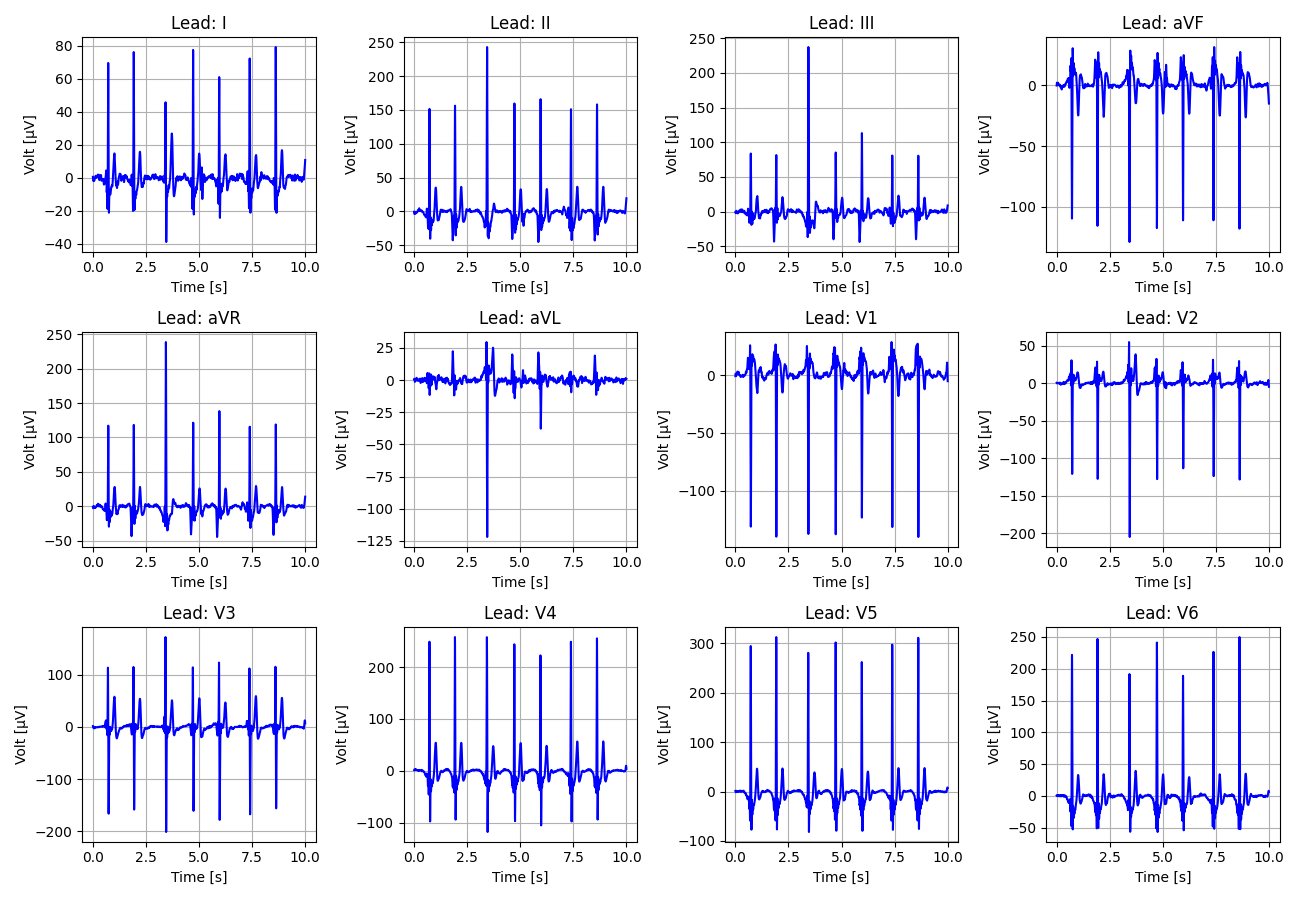 Lead: I
Lead: II
Lead: III
Lead: aVF
Volt [µV]
80
60
40
20
0
−20
−40
0.0 2.5 5.0 7.5 10.0
Time [s]
Volt [µV]
250
200
150
100
50
0
−50
0.0 2.5 5.0 7.5 10.0
Time [s]
Volt [µV]
250
200
150
100
50
0
−50
0.0 2.5 5.0 7.5 10.0
Time [s]
Volt [µV]
0
−50
−100
0.0 2.5 5.0 7.5 10.0
Time [s]
Lead: aVR
Lead: aVL
Lead: V1
Lead: V2
Volt [µV]
250
200
150
100
50
0
−50
0.0 2.5 5.0 7.5 10.0
Time [s]
Volt [µV]
25
0
−25
−50
−75
−100
−125
0.0 2.5 5.0 7.5 10.0
Time [s]
Volt [µV]
0
−50
−100
0.0 2.5 5.0 7.5 10.0
Time [s]
Volt [µV]
50
0
−50
−100
−150
−200
0.0 2.5 5.0 7.5 10.0
Time [s]
Lead: V3
Lead: V4
Lead: V5
Lead: V6
Volt [µV]
100
0
−100
−200
0.0 2.5 5.0 7.5 10.0
Time [s]
Volt [µV]
200
100
0
−100
0.0 2.5 5.0 7.5 10.0
Time [s]
Volt [µV]
300
200
100
0
−100
0.0 2.5 5.0 7.5 10.0
Time [s]
Volt [µV]
250
200
150
100
50
0
−50
0.0 2.5 5.0 7.5 10.0
Time [s]